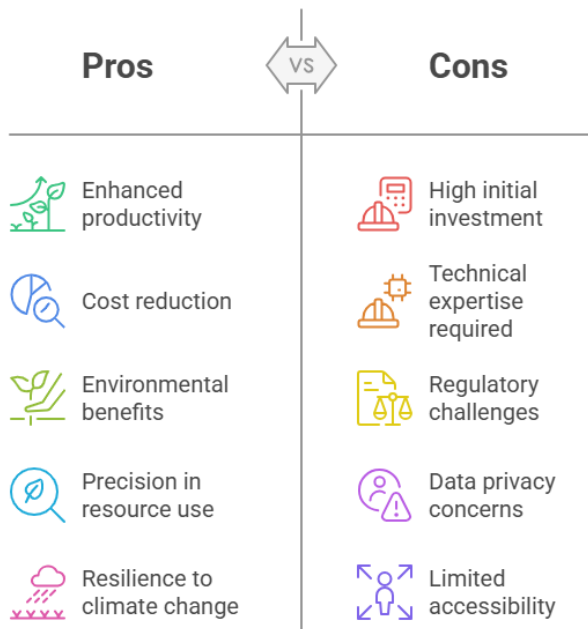 Pros
VS
Cons
Enhanced
productivity
High initial
investment
Cost reduction
Technical
expertise
required
Environmental
benefits
Regulatory
challenges
Precision in
resource use
Data privacy
concerns
Resilience to
climate change
Limited
accessibility